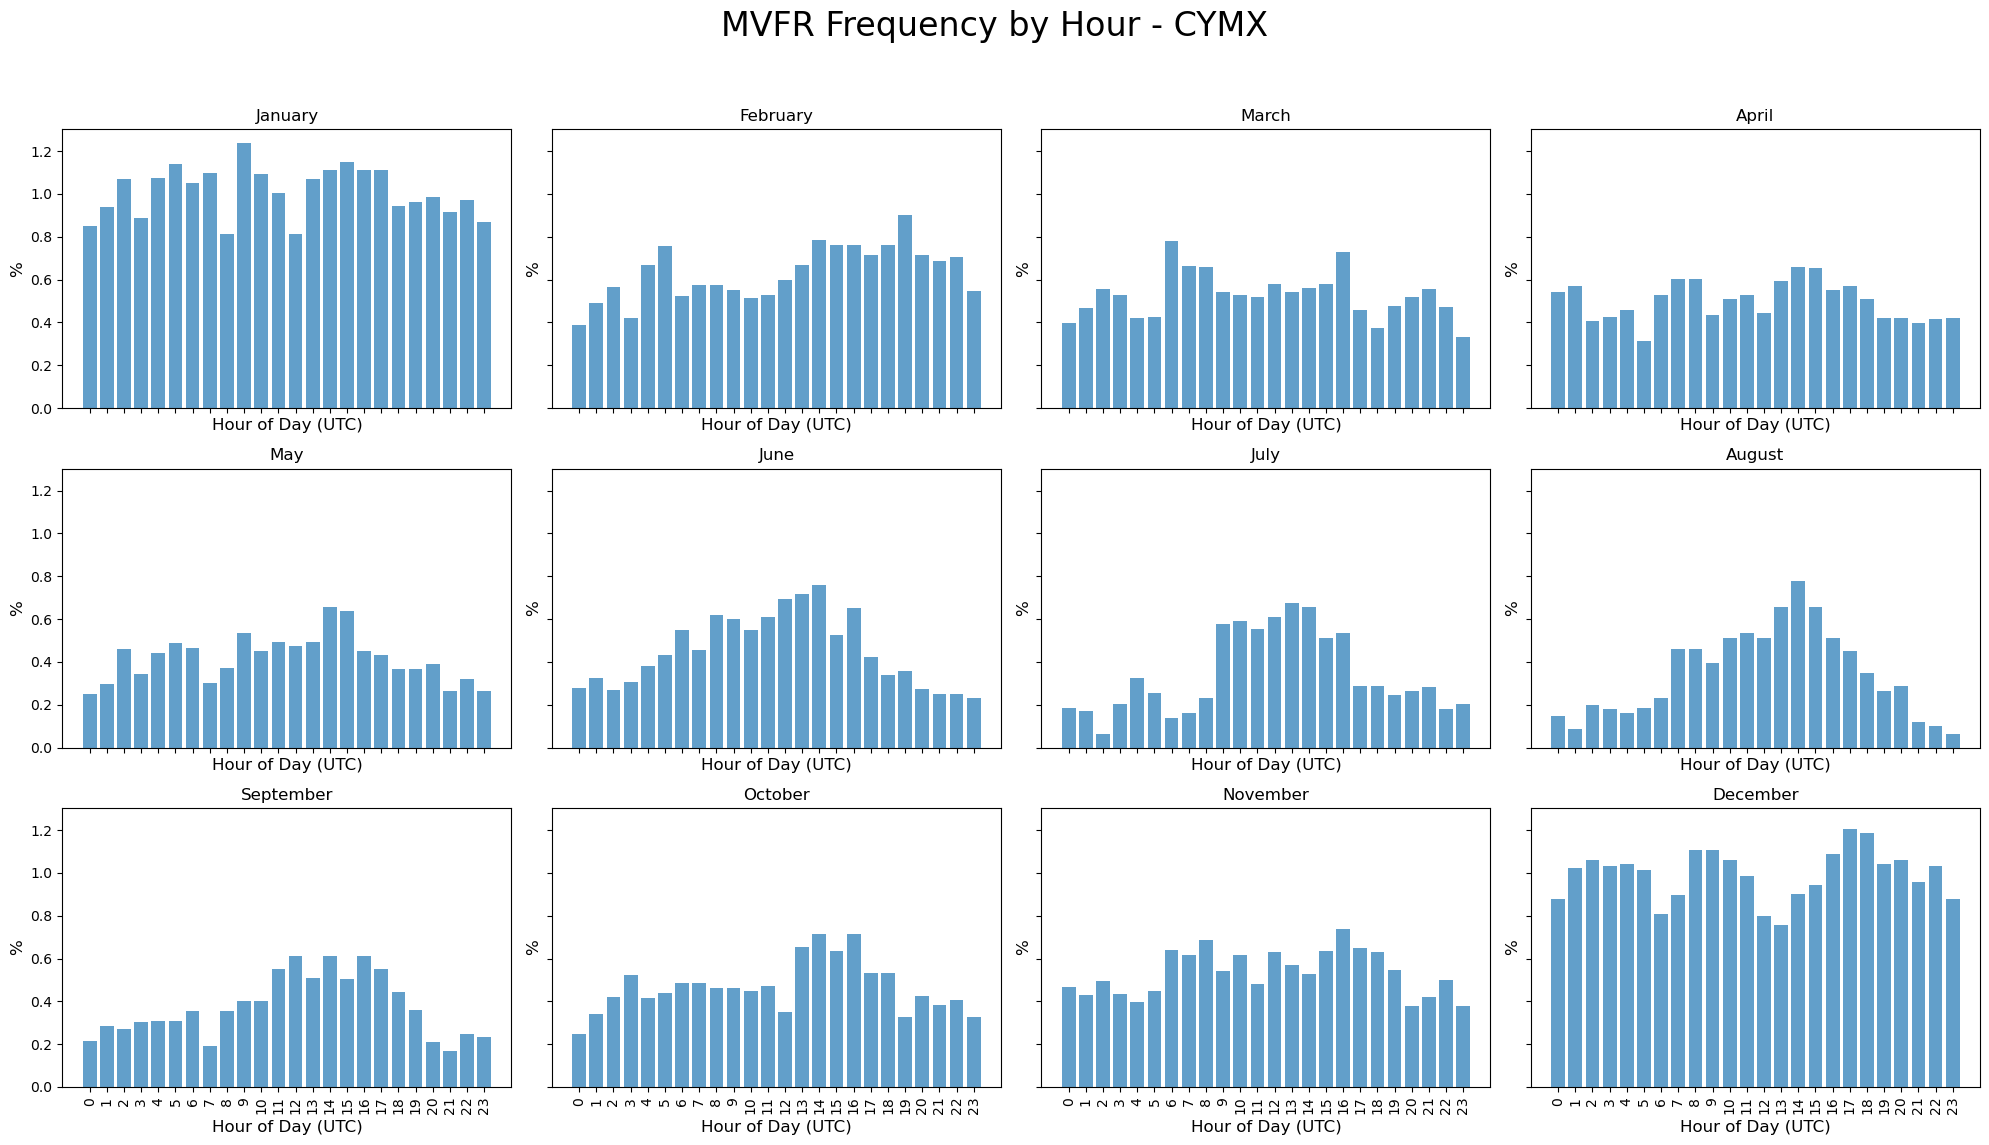 MVFR Frequency by Hour - CYMX
January
February
March
April
%
1.2
1.0
0.8
0.6
0.4
0.2
0.0
%
%
%
Hour of Day (UTC)
Hour of Day (UTC)
Hour of Day (UTC)
Hour of Day (UTC)
May
June
July
August
%
1.2
1.0
0.8
0.6
0.4
0.2
0.0
%
%
%
Hour of Day (UTC)
Hour of Day (UTC)
Hour of Day (UTC)
Hour of Day (UTC)
September
October
November
December
%
1.2
1.0
0.8
0.6
0.4
0.2
0.0
%
%
%
0 1 2 3 4 5 6 7 8 9 10 11 12 13 14 15 16 17 18 19 20 21 22 23
0 1 2 3 4 5 6 7 8 9 10 11 12 13 14 15 16 17 18 19 20 21 22 23
0 1 2 3 4 5 6 7 8 9 10 11 12 13 14 15 16 17 18 19 20 21 22 23
0 1 2 3 4 5 6 7 8 9 10 11 12 13 14 15 16 17 18 19 20 21 22 23
Hour of Day (UTC)
Hour of Day (UTC)
Hour of Day (UTC)
Hour of Day (UTC)